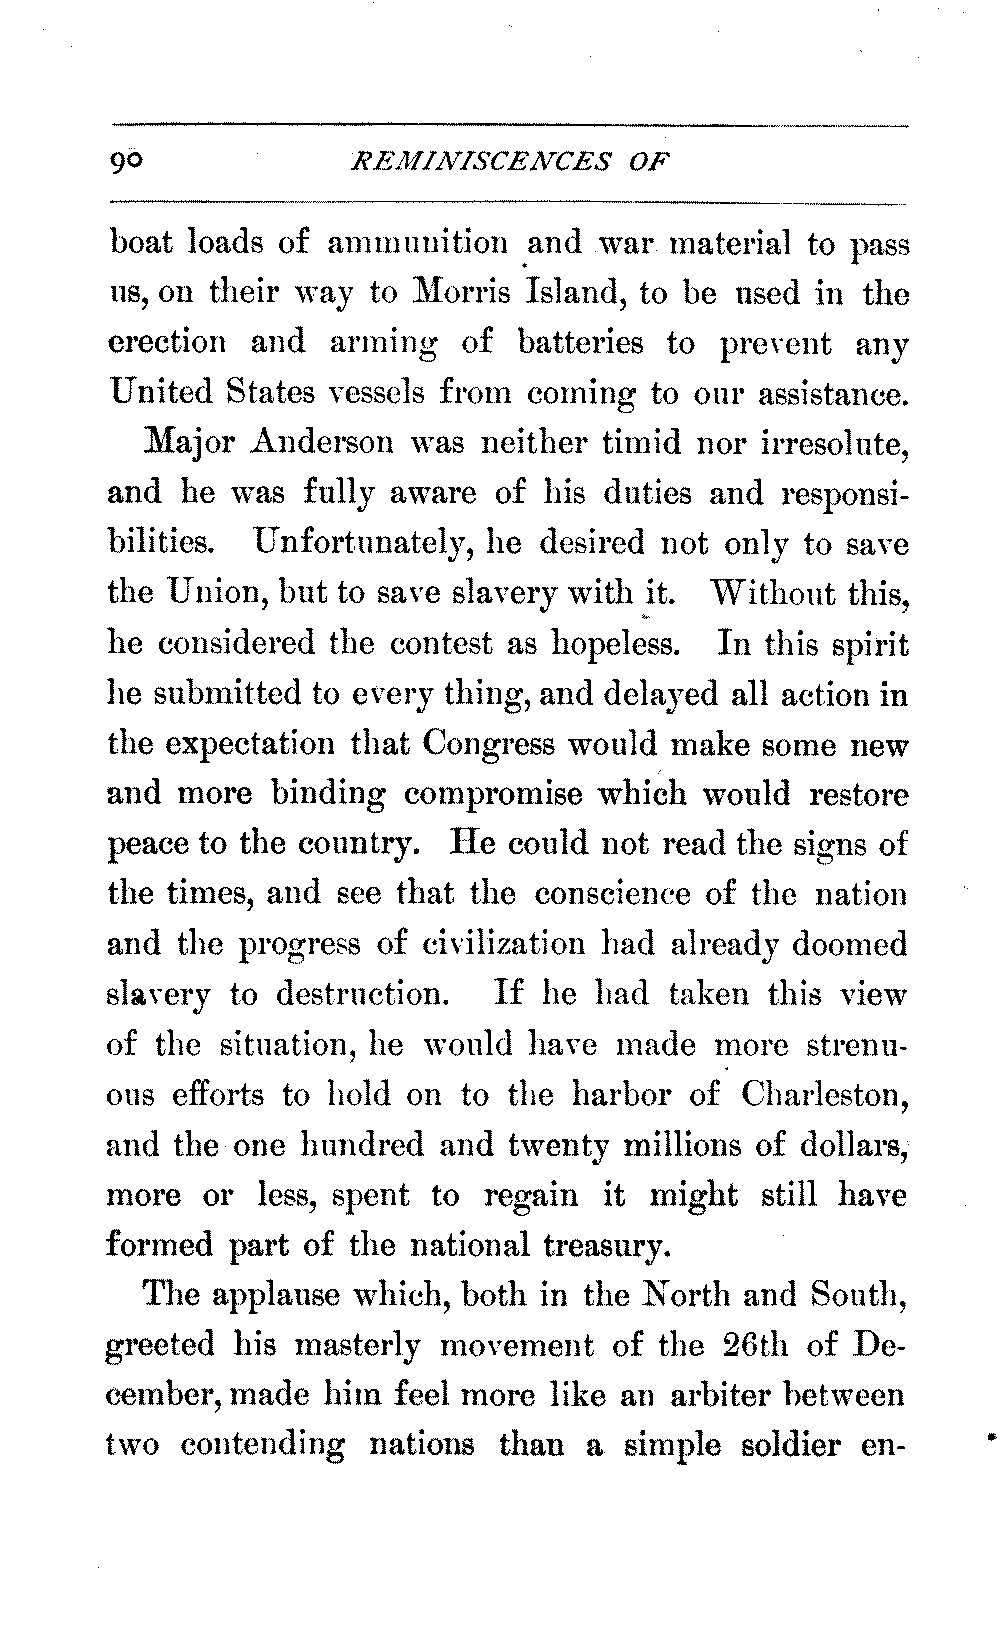 90 REMINISCENCES OF
boat loads of ammunition and war material to pass
us, on their way to Morris Island, to be used in the
erection and arming of batteries to prevent any
United States vessels from coming to our assistance.
Major Anderson was neither timid nor irresolute,
and he was fully aware of his duties and responsi-
bilities. Unfortunately, he desired not only to save
the Union, but to save slavery with it. Without this,
he considered the contest as hopeless. In this spirit
he submitted to every thing, and delayed all action in
the expectation that Congress would make some new
and more binding compromise which would restore
peace to the country. He could not read the signs of
the times, and see that the conscience of the nation
and the progress of civilization had already doomed
slavery to destruction. If he had taken this view
of the situation, he would have made more strenu-
ous efforts to hold on to the harbor of Charleston,
and the one hundred and twenty millions of dollars,
more or less, spent to regain it might still have
formed part of the national treasury.
The applause which, both in the North and South,
greeted his masterly movement of the 26th of De-
cember, made him feel more like an arbiter between
two contending nations than a simple soldier en-